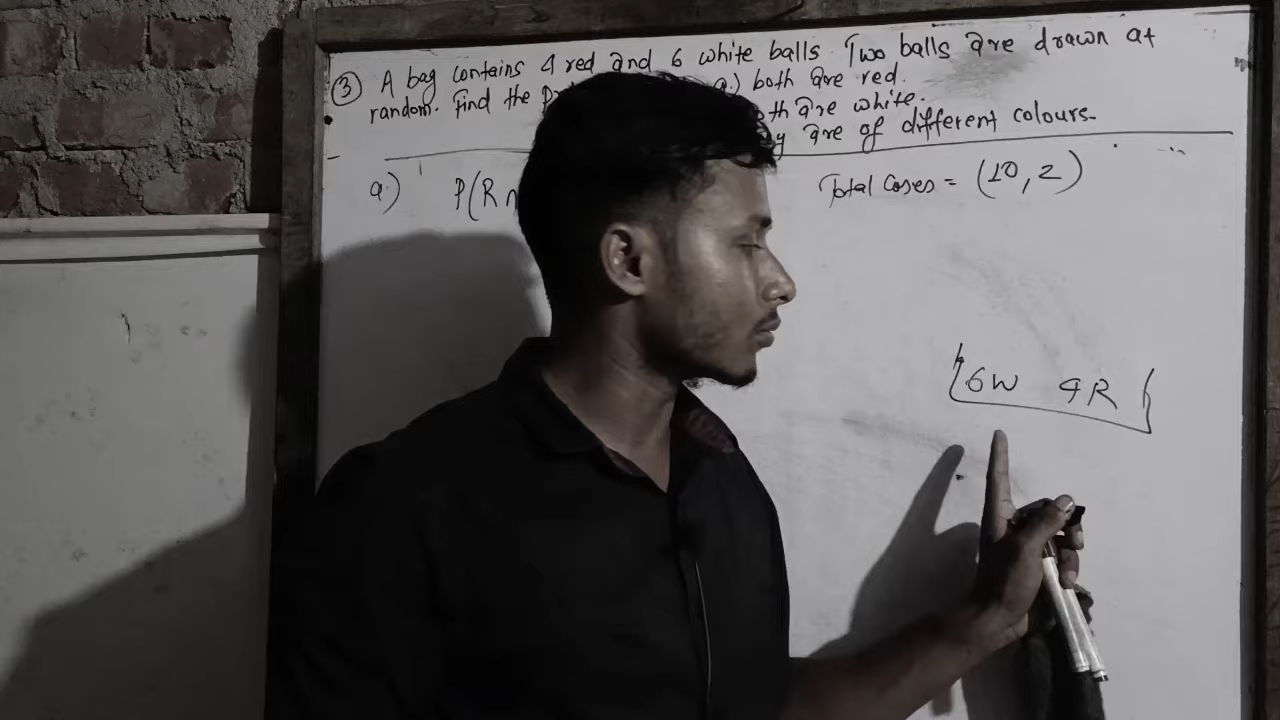 ③ A bag contains 4 red and 6 white balls. Two balls are drawn at
random. Find the a.) both are red.
are white.
are of different colours.
a.) P(R Total Cases = (10, 2)
6W 4R